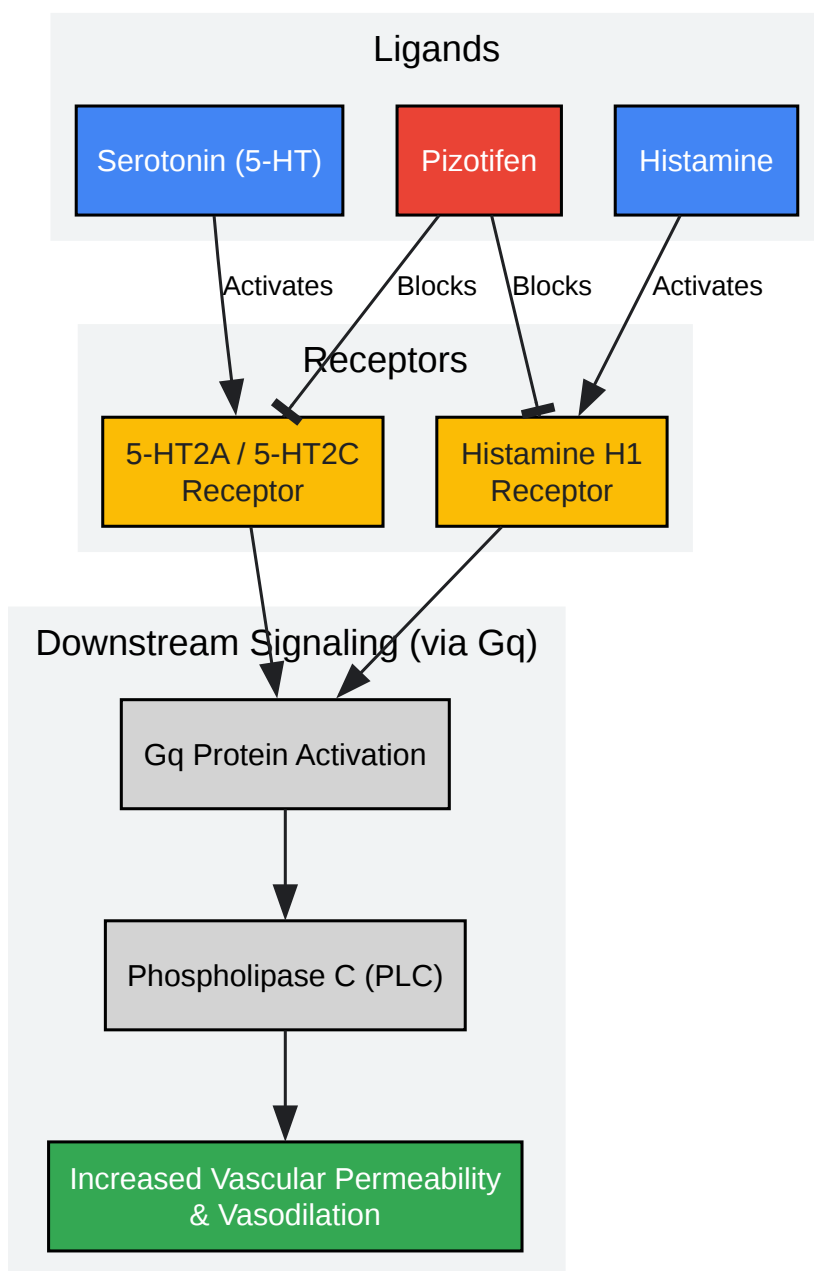 Ligands
Serotonin (5-HT)
Pizotifen
Histamine
Activates
Blocks
Blocks
Activates
Receptors
5-HT2A / 5-HT2C
Receptor
Histamine H1
Receptor
Downstream Signaling (via Gq)
Gq Protein Activation
Phospholipase C (PLC)
Increased Vascular Permeability
& Vasodilation